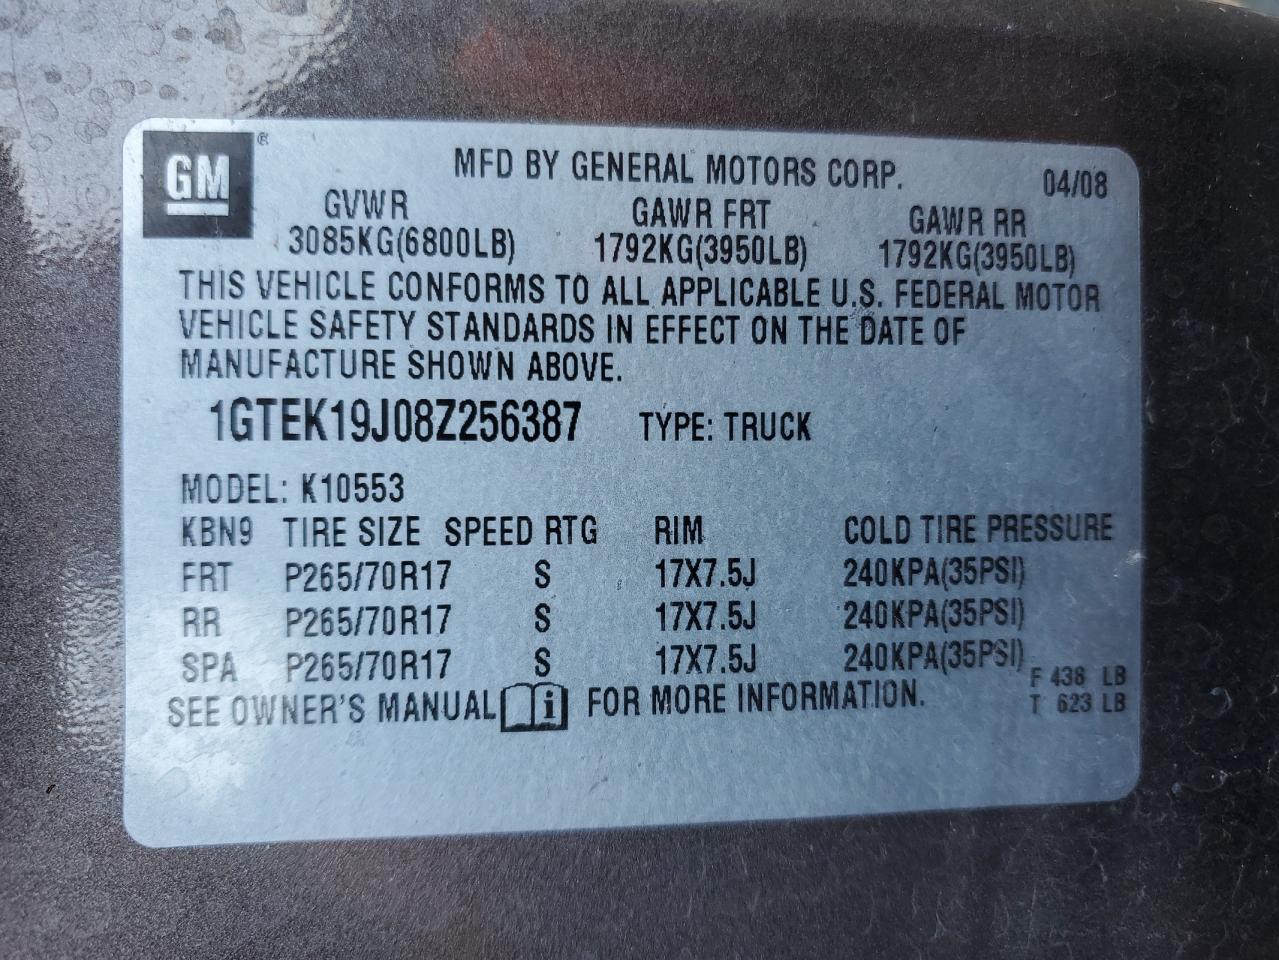 GM ®
MFD BY GENERAL MOTORS CORP. 04/08
GVWR GAWR FRT GAWR RR
3085KG(6800LB) 1792KG(3950LB) 1792KG(3950LB)
THIS VEHICLE CONFORMS TO ALL APPLICABLE U.S. FEDERAL MOTOR
VEHICLE SAFETY STANDARDS IN EFFECT ON THE DATE OF
MANUFACTURE SHOWN ABOVE.
1GTEK19J08Z256387 TYPE: TRUCK
MODEL: K10553
KBN9 TIRE SIZE SPEED RTG RIM COLD TIRE PRESSURE
FRT P265/70R17 S 17X7.5J 240KPA(35PSI)
RR P265/70R17 S 17X7.5J 240KPA(35PSI)
SPA P265/70R17 S 17X7.5J 240KPA(35PSI)
F 438 LB
SEE OWNER'S MANUAL i FOR MORE INFORMATION. T 623 LB